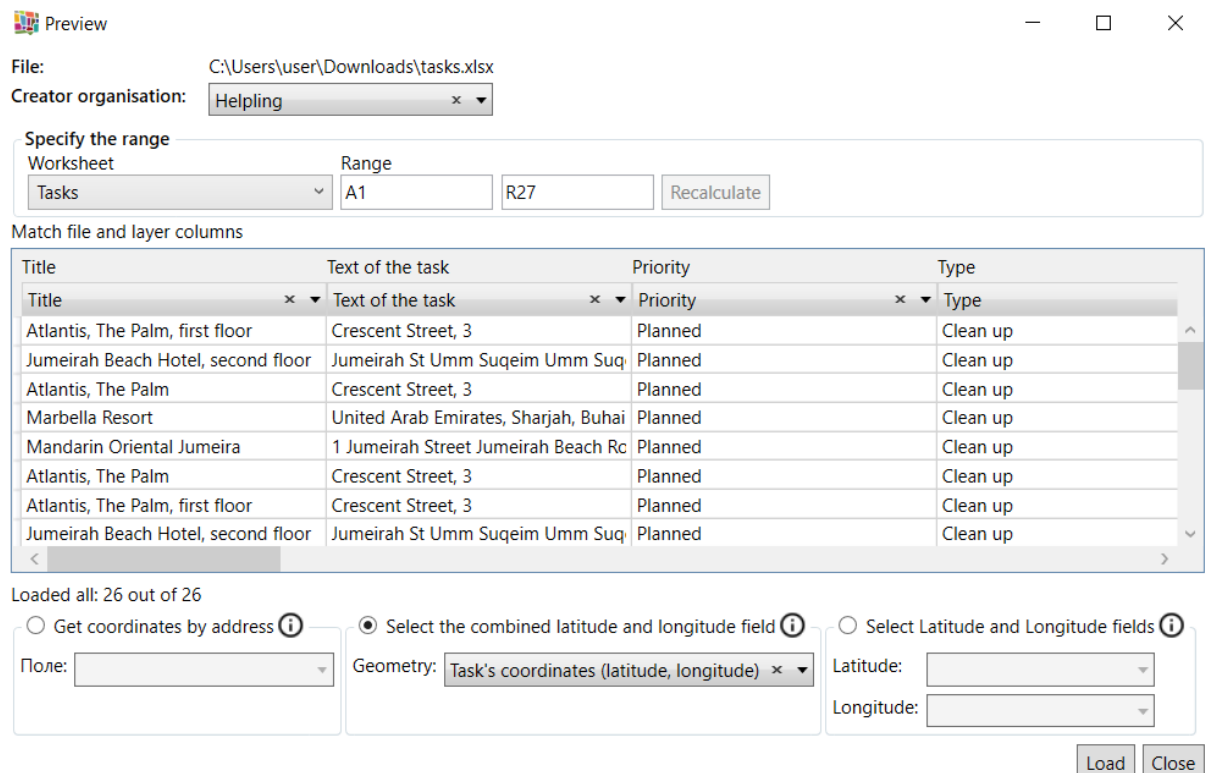 Preview
File: C:\Users\user\Downloads\tasks.xlsx
Creator organisation: Helpling
Specify the range
Worksheet Range
Tasks A1 R27 Recalculate
Match file and layer columns
Title Text of the task Priority Type
Title Text of the task Priority Type
Atlantis, The Palm, first floor Crescent Street, 3 Planned Clean up
Jumeirah Beach Hotel, second floor Jumeirah St Umm Suqeim Umm Suq Planned Clean up
Atlantis, The Palm Crescent Street, 3 Planned Clean up
Marbella Resort United Arab Emirates, Sharjah, Buhai Planned Clean up
Mandarin Oriental Jumeira 1 Jumeirah Street Jumeirah Beach Ro Planned Clean up
Atlantis, The Palm Crescent Street, 3 Planned Clean up
Atlantis, The Palm, first floor Crescent Street, 3 Planned Clean up
Jumeirah Beach Hotel, second floor Jumeirah St Umm Suqeim Umm Suq Planned Clean up
Loaded all: 26 out of 26
Get coordinates by address Select the combined latitude and longitude field Select Latitude and Longitude fields
Поле: Geometry: Task's coordinates (latitude, longitude) Latitude:
Longitude:
Load Close